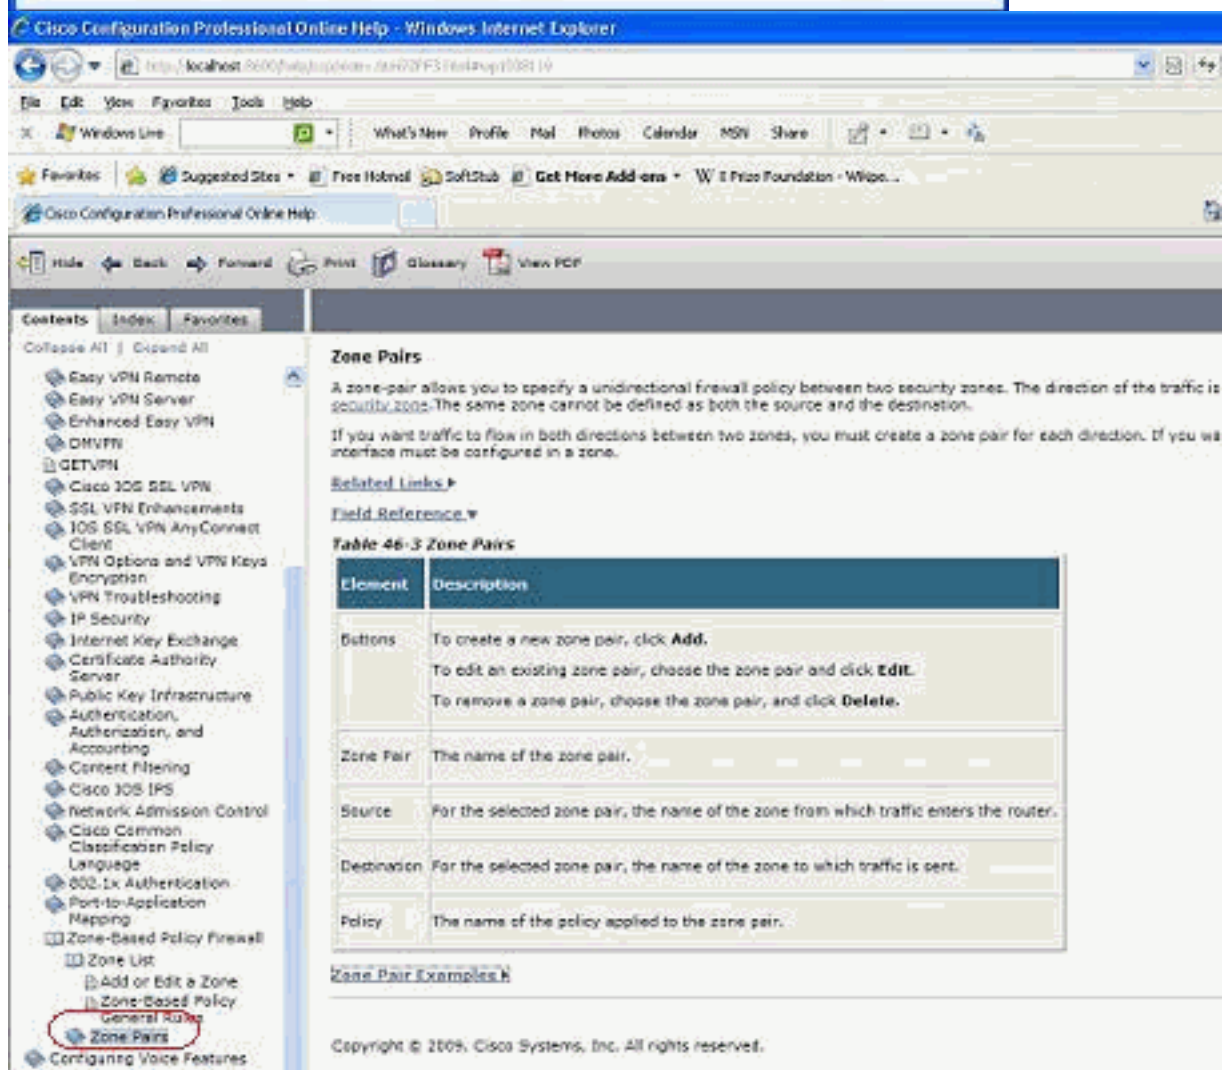 Cisco Configuration Professional Online Help - Windows Internet Explorer
File Edit View Favorites Tools Help
X Windows Live What's New Profile Mail Photos Calendar MSN Share
Favorites Suggested Sites Free Hotmail SoftStub Get More Add-ons
Cisco Configuration Professional Online Help
Hide Back Forward Print Glossary View PDF
Contents Index Favorites
Collapse All | Expand All
Easy VPN Remote
Easy VPN Server
Enhanced Easy VPN
DMVPN
GETVPN
Cisco IOS SSL VPN
SSL VPN Enhancements
IOS SSL VPN AnyConnect
Client
VPN Options and VPN Keys
Encryption
VPN Troubleshooting
IP Security
Internet Key Exchange
Certificate Authority
Server
Public Key Infrastructure
Authentication,
Authorization, and
Accounting
Content Filtering
Cisco IOS IPS
Network Admission Control
Cisco Common
Classification Policy
Language
802.1x Authentication
Port-to-Application
Mapping
Zone-Based Policy Firewall
Zone List
Add or Edit a Zone
Zone-Based Policy
General Rules
Zone Pairs
Configuring Voice Features
Zone Pairs
A zone-pair allows you to specify a unidirectional firewall policy between two security zones. The direction of the traffic is
security zone.The same zone cannot be defined as both the source and the destination.
If you want traffic to flow in both directions between two zones, you must create a zone pair for each direction. If you wa
interface must be configured in a zone.
Related Links
Field Reference
Table 46-3 Zone Pairs
Element Description
Buttons To create a new zone pair, click Add.
To edit an existing zone pair, choose the zone pair and click Edit.
To remove a zone pair, choose the zone pair, and click Delete.
Zone Pair The name of the zone pair.
Source For the selected zone pair, the name of the zone from which traffic enters the router.
Destination For the selected zone pair, the name of the zone to which traffic is sent.
Policy The name of the policy applied to the zone pair.
Zone Pair Examples
Copyright © 2009, Cisco Systems, Inc. All rights reserved.